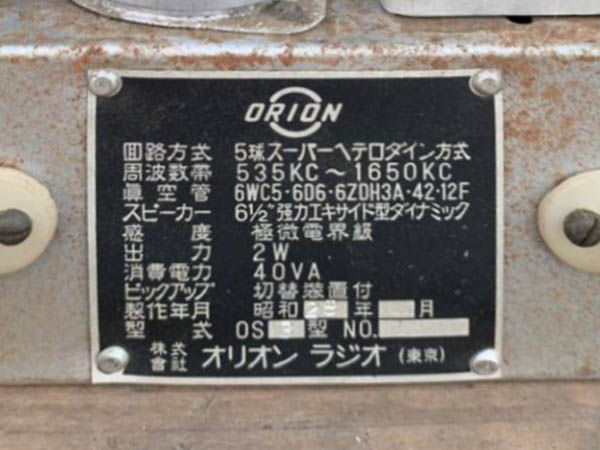 ORION
回路方式 5球スーパーヘテロダイン方式
周波数帯 535KC～1650KC
眞空管 6WC5・6D6・6ZDH3A・42・12F
スピーカー 6½"強力エキサイド型ダイナミック
感度 極微電界級
出力 2W
消費電力 40VA
ピックアップ 切替装置付
製作年月 昭和 年 月
型式 OS 型 NO.
株式會社 オリオン ラジオ (東京)